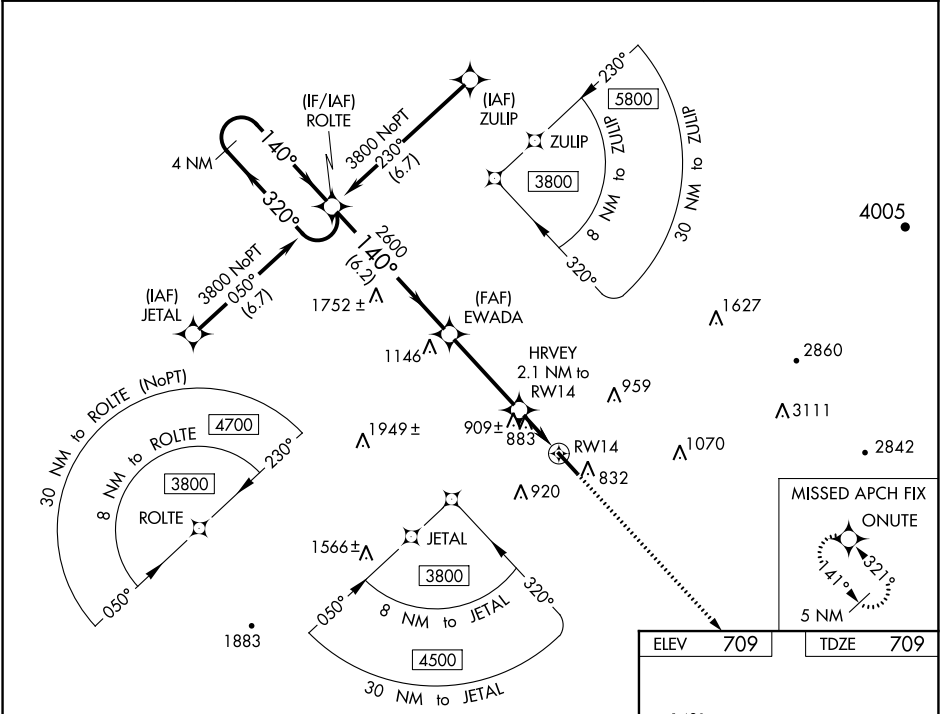 (IF/IAF)
ROLTE
(IAF)
ZULIP
3800 NoPT
230°
(6.7)
4 NM
140°
320°
3800 NoPT
050°
(6.7)
(IAF)
JETAL
2600
140°
(6.2)
(FAF)
EWADA
HRVEY
2.1 NM to
RW14
RW14
230°
5800
ZULIP
3800
8 NM to ZULIP
30 NM to ZULIP
320°
4005
1752 ±
1146
1627
2860
959
3111
909±
883
1949 ±
1070
2842
832
920
1566±
1883
30 NM to ROLTE (NoPT)
4700
8 NM to ROLTE
3800
230°
ROLTE
050°
JETAL
3800
050°
320°
8 NM to JETAL
4500
30 NM to JETAL
MISSED APCH FIX
ONUTE
321°
141°
5 NM
ELEV 709
TDZE 709